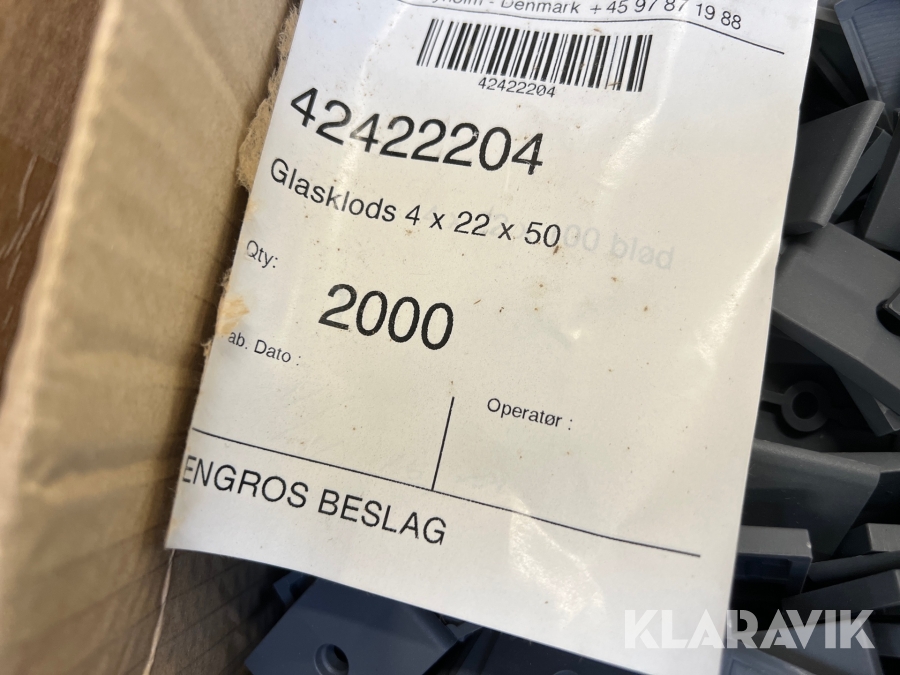 - Denmark +45 97 87 19 88
42422204
42422204
Glasklods 4 x 22 x 50
Qty:
2000
ab. Dato :
Operatør :
ENGROS BESLAG
KLARAVIK